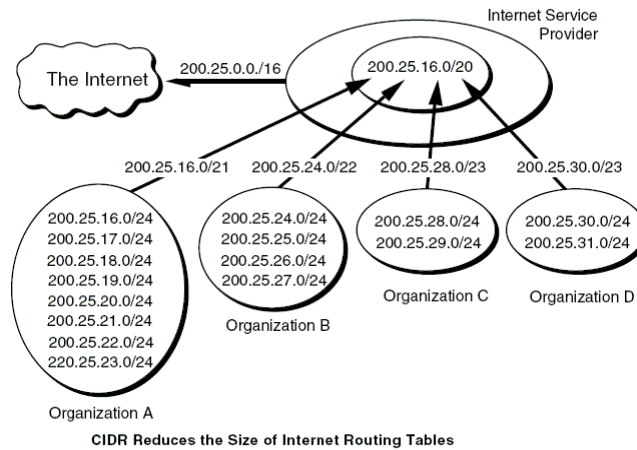 Internet Service
Provider
The Internet
200.25.0.0./16
200.25.16.0/20
200.25.16.0/21
200.25.24.0/22
200.25.28.0/23
200.25.30.0/23
200.25.16.0/24
200.25.17.0/24
200.25.18.0/24
200.25.19.0/24
200.25.20.0/24
200.25.21.0/24
200.25.22.0/24
220.25.23.0/24
Organization A
200.25.24.0/24
200.25.25.0/24
200.25.26.0/24
200.25.27.0/24
Organization B
200.25.28.0/24
200.25.29.0/24
Organization C
200.25.30.0/24
200.25.31.0/24
Organization D
CIDR Reduces the Size of Internet Routing Tables